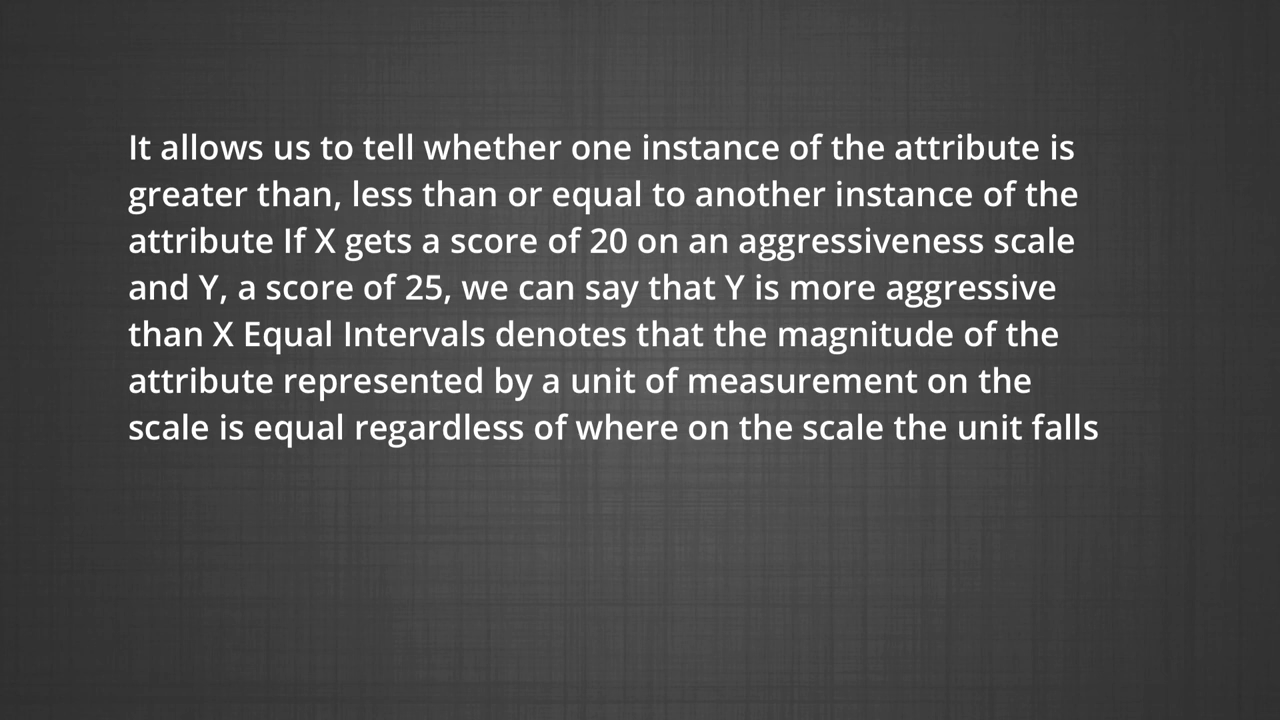 It allows us to tell whether one instance of the attribute is
greater than, less than or equal to another instance of the
attribute If X gets a score of 20 on an aggressiveness scale
and Y, a score of 25, we can say that Y is more aggressive
than X Equal Intervals denotes that the magnitude of the
attribute represented by a unit of measurement on the
scale is equal regardless of where on the scale the unit falls